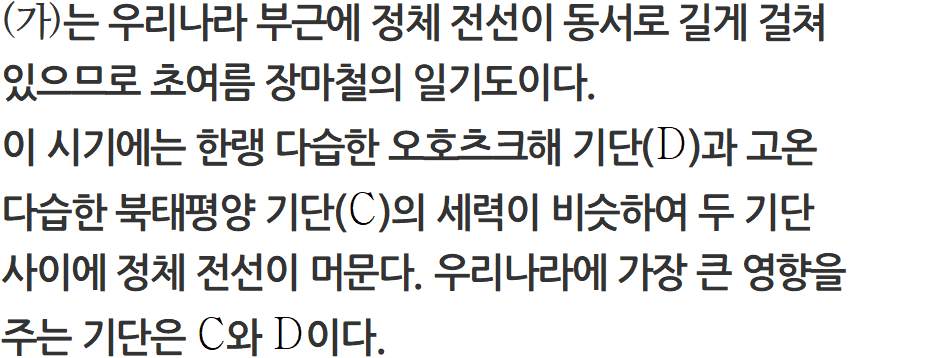 (가)는 우리나라 부근에 정체 전선이 동서로 길게 걸쳐
있으므로 초여름 장마철의 일기도이다.
이 시기에는 한랭 다습한 오호츠크해 기단(D)과 고온
다습한 북태평양 기단(C)의 세력이 비슷하여 두 기단
사이에 정체 전선이 머문다. 우리나라에 가장 큰 영향을
주는 기단은 C와 D이다.